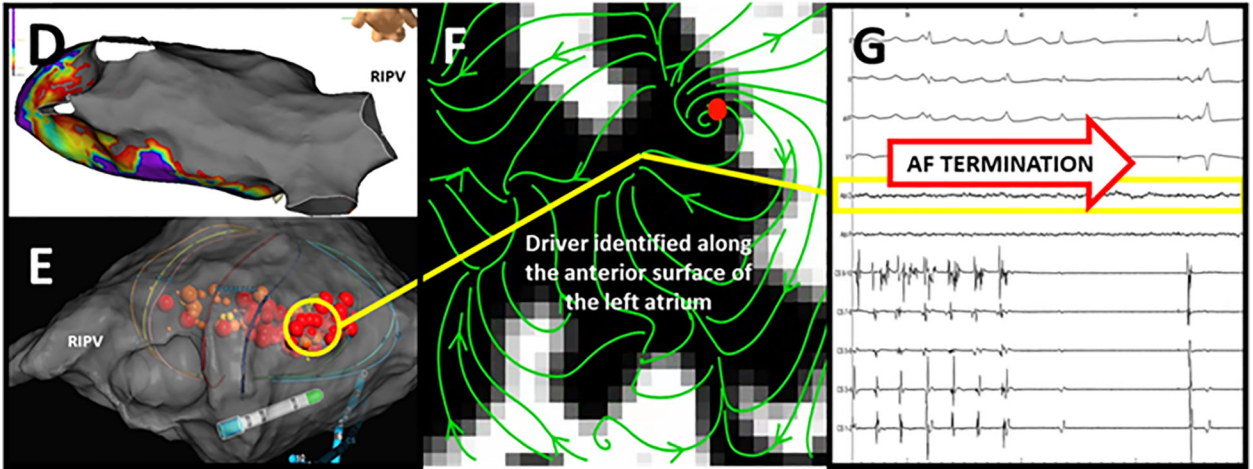 D
RIPV
E
RIPV
F
Driver identified along
the anterior surface of
the left atrium
G
AF TERMINATION